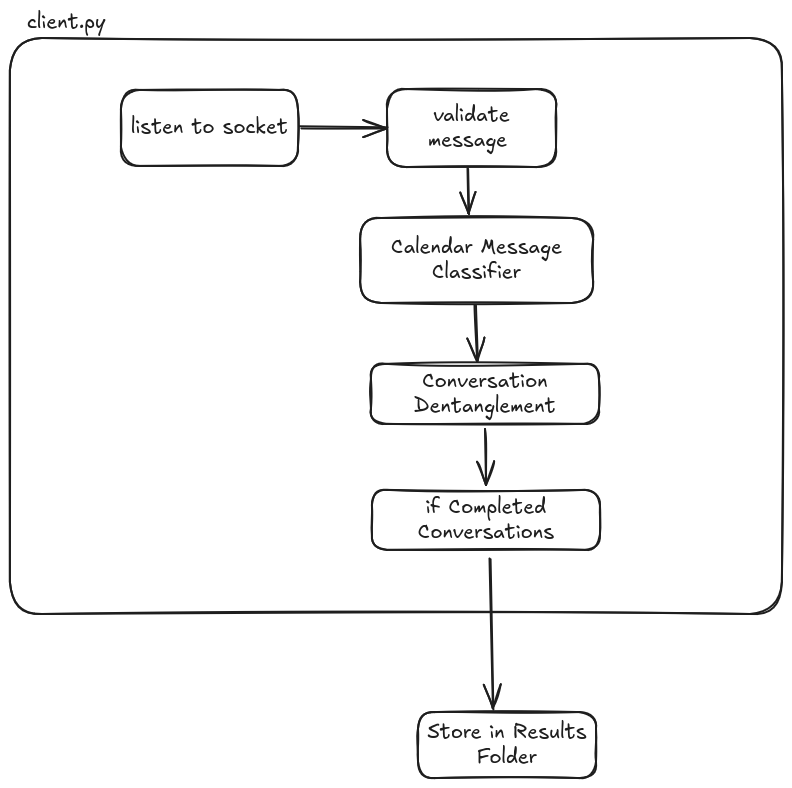 client.py
listen to socket
validate
message
Calendar Message
Classifier
Conversation
Dentanglement
if Completed
Conversations
Store in Results
Folder